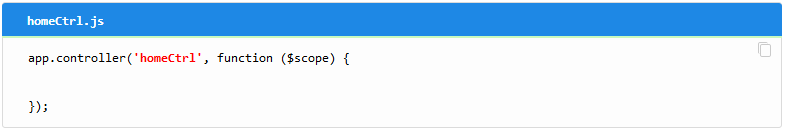 homeCtrl.js
app.controller('homeCtrl', function ($scope) {
});